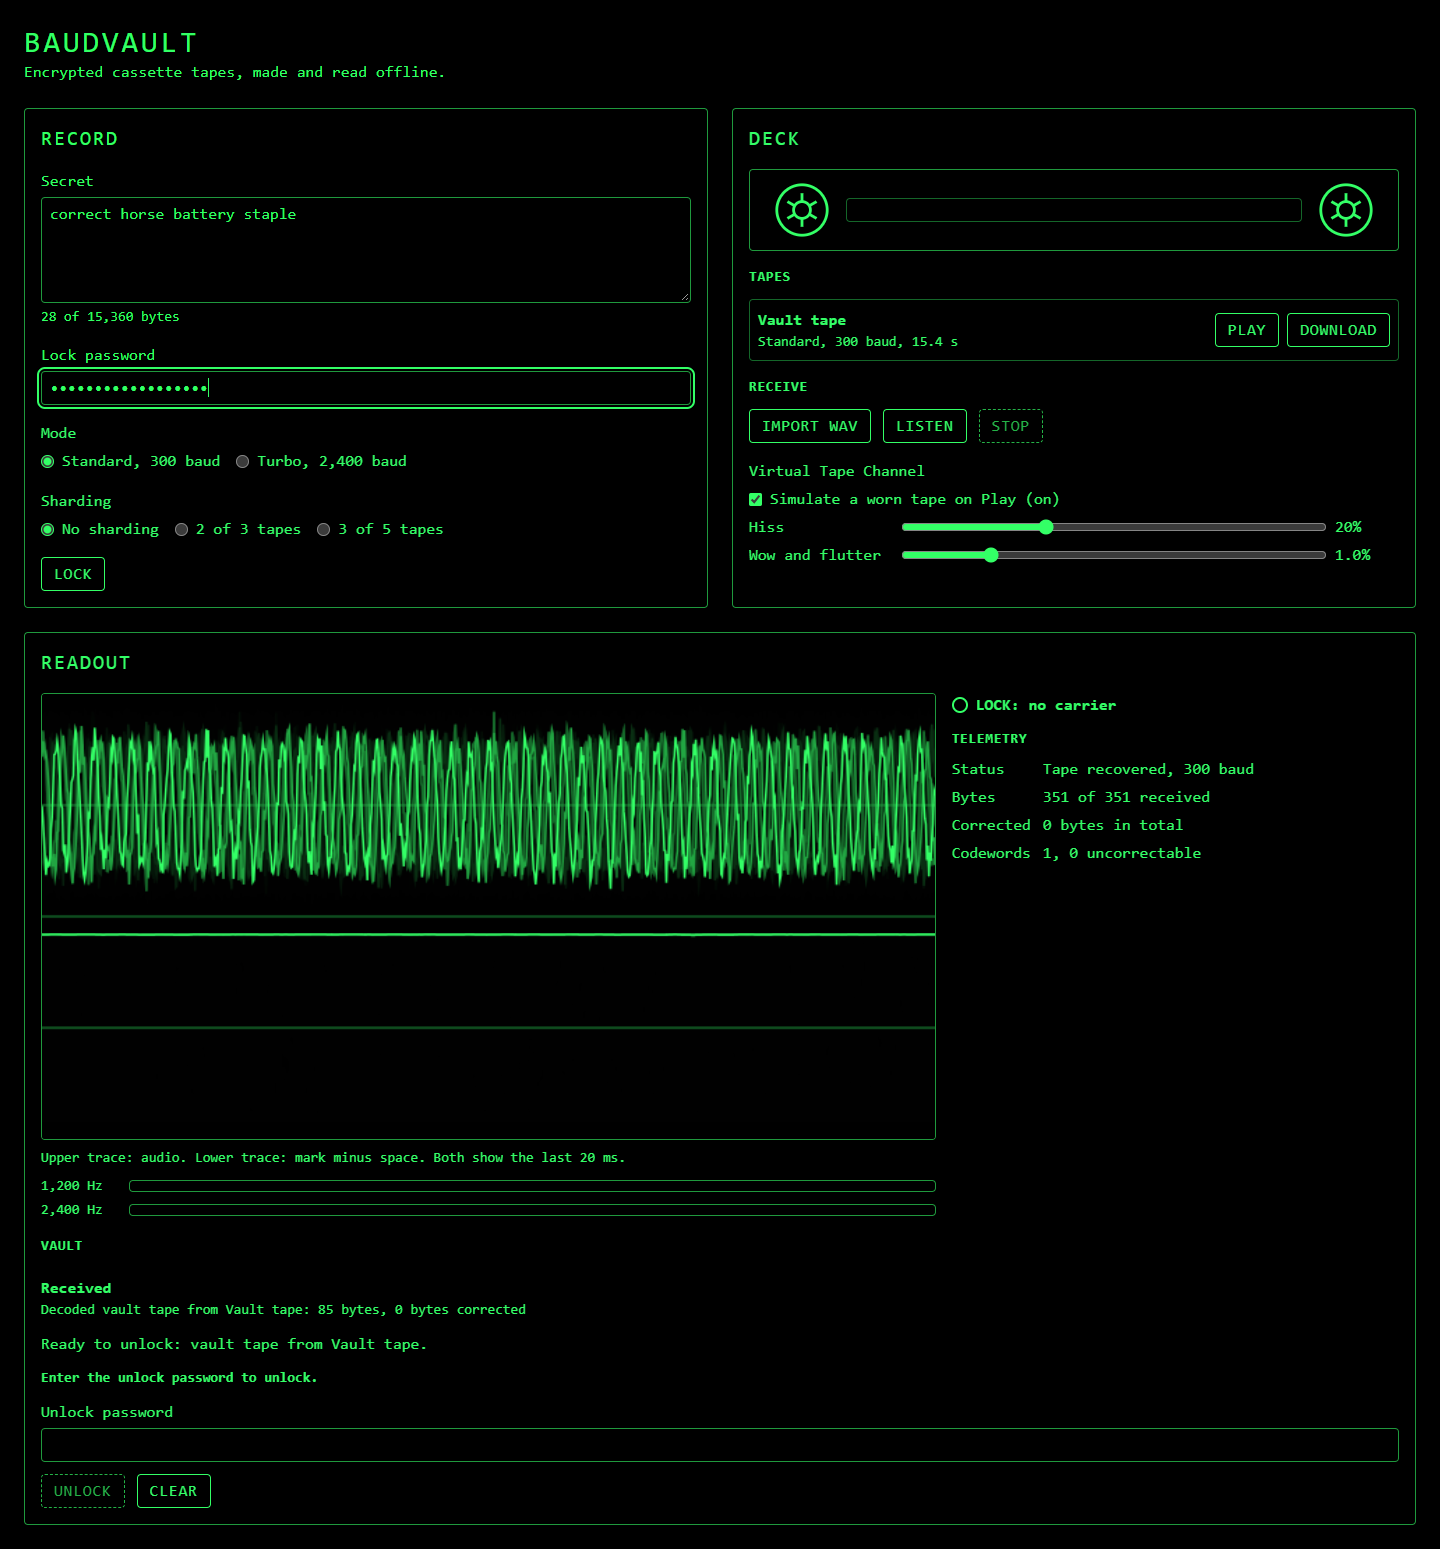 BAUDVAULT
Encrypted cassette tapes, made and read offline.
RECORD
Secret
correct horse battery staple
28 of 15,360 bytes
Lock password
••••••••••••••••••
Mode
Standard, 300 baud Turbo, 2,400 baud
Sharding
No sharding 2 of 3 tapes 3 of 5 tapes
LOCK
DECK
TAPES
Vault tape
Standard, 300 baud, 15.4 s
PLAY DOWNLOAD
RECEIVE
IMPORT WAV LISTEN STOP
Virtual Tape Channel
Simulate a worn tape on Play (on)
Hiss 20%
Wow and flutter 1.0%
READOUT
LOCK: no carrier
TELEMETRY
Status Tape recovered, 300 baud
Bytes 351 of 351 received
Corrected 0 bytes in total
Codewords 1, 0 uncorrectable
Upper trace: audio. Lower trace: mark minus space. Both show the last 20 ms.
1,200 Hz
2,400 Hz
VAULT
Received
Decoded vault tape from Vault tape: 85 bytes, 0 bytes corrected
Ready to unlock: vault tape from Vault tape.
Enter the unlock password to unlock.
Unlock password
UNLOCK CLEAR